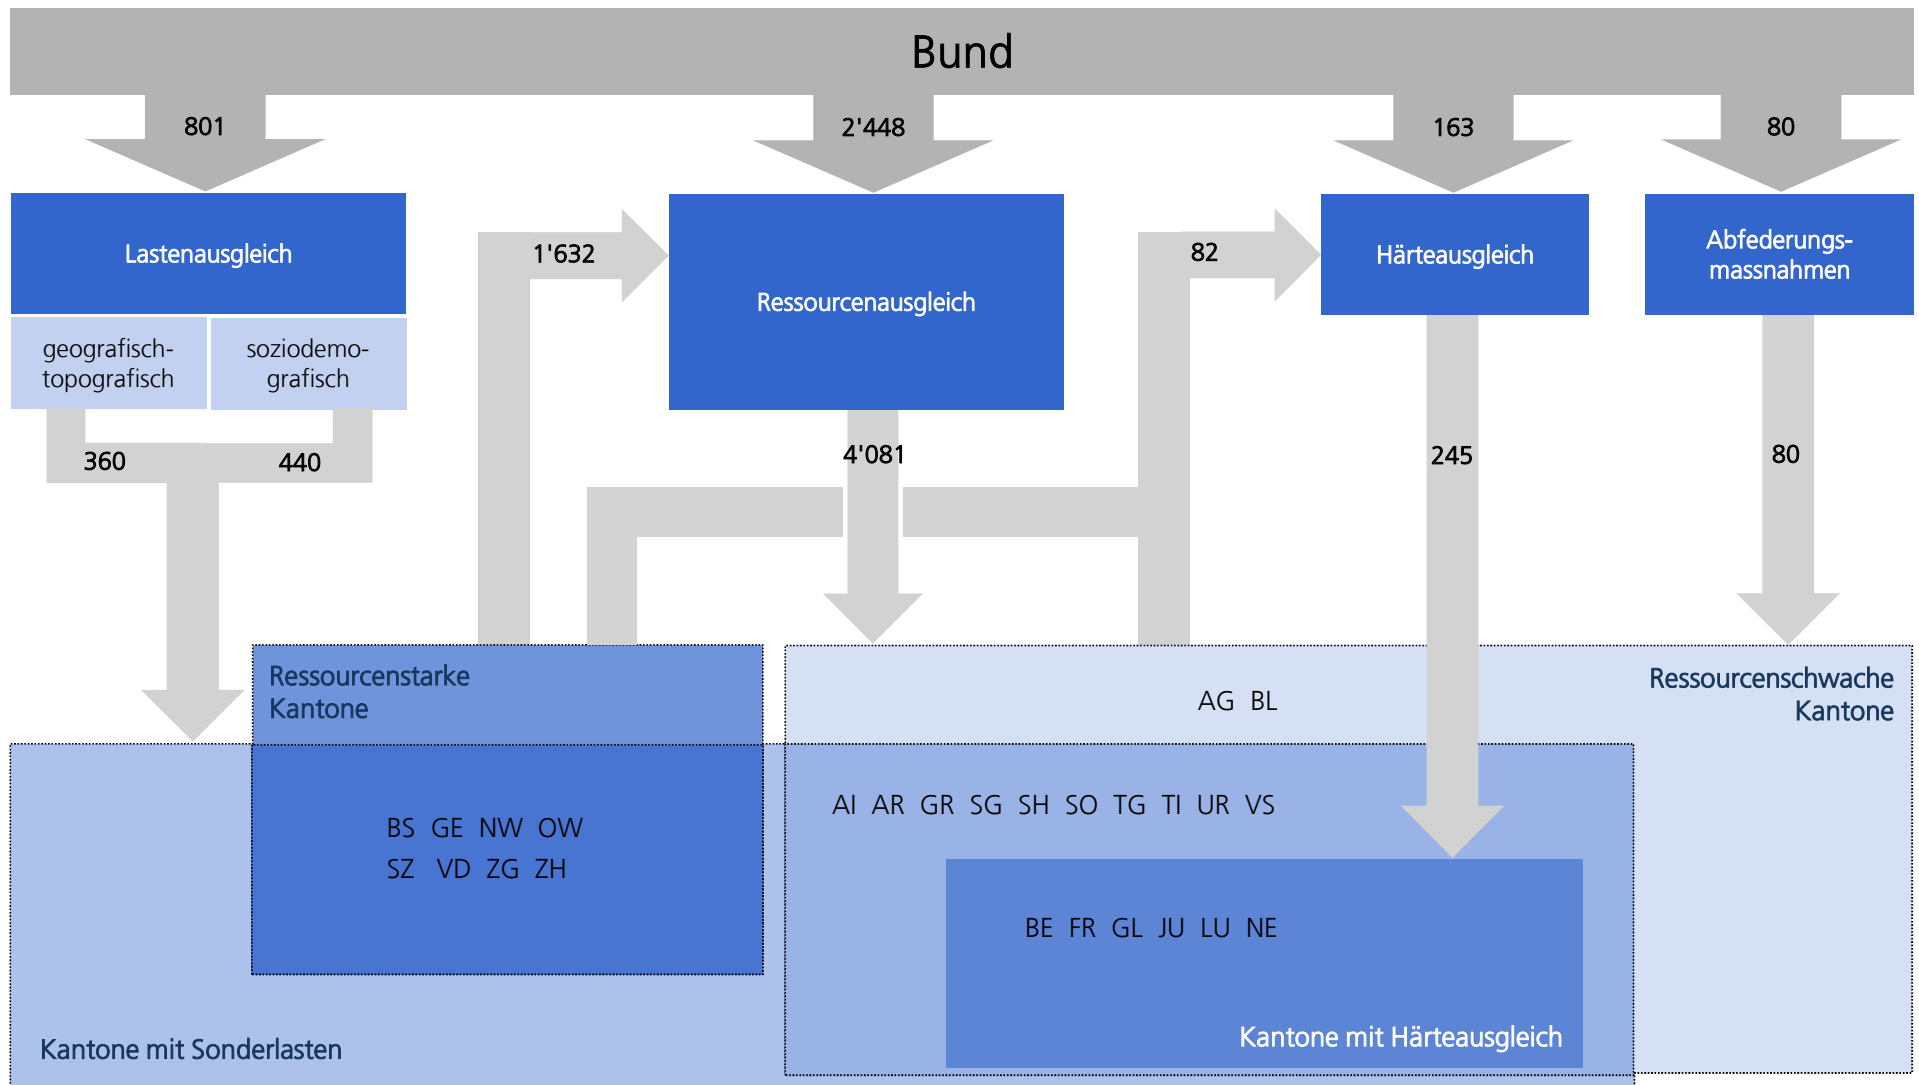 Bund
801
2'448
163
80
Lastenausgleich
geografisch-
topografisch
soziodemo-
grafisch
1'632
Ressourcenausgleich
82
Härteausgleich
Abfederungs-
massnahmen
360
440
4'081
245
80
Ressourcenstarke
Kantone
AG BL
Ressourcenschwache
Kantone
BS GE NW OW
SZ VD ZG ZH
AI AR GR SG SH SO TG TI UR VS
BE FR GL JU LU NE
Kantone mit Härteausgleich
Kantone mit Sonderlasten